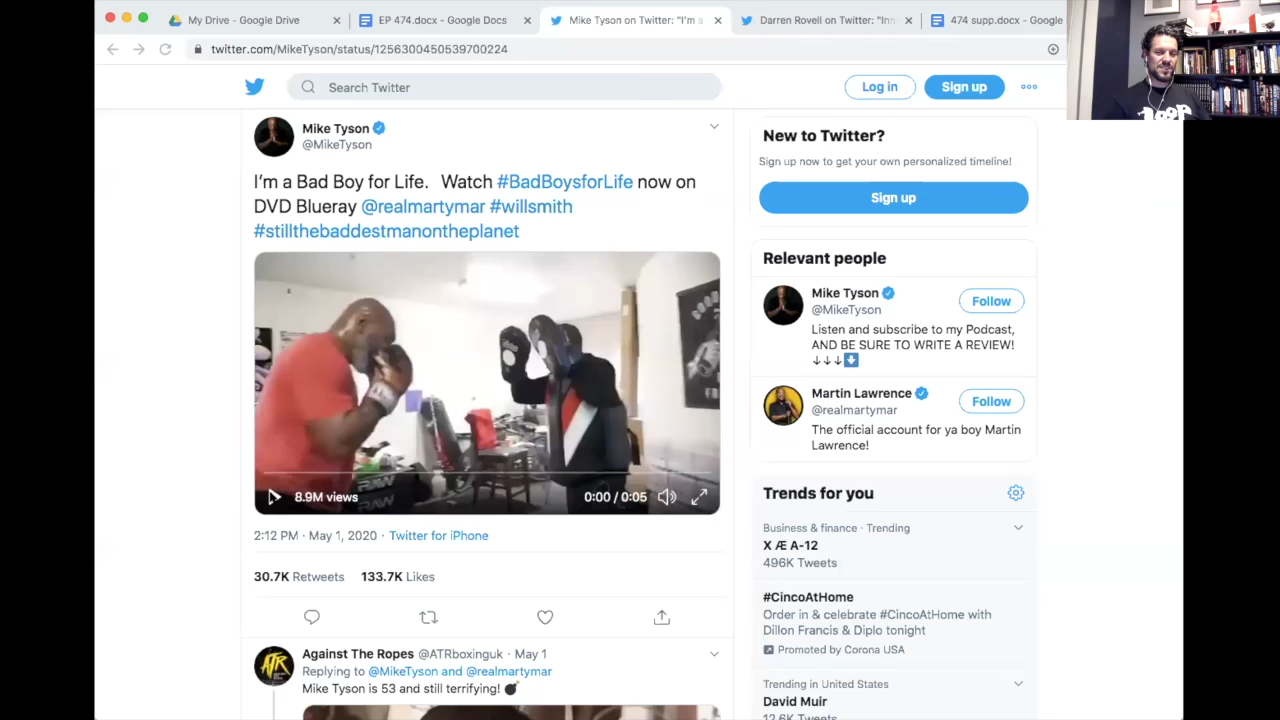 My Drive - Google Drive
EP 474.docx - Google Docs
Mike Tyson on Twitter: "I'm a
Darren Rovell on Twitter: "Inn
474 supp.docx - Google
twitter.com/MikeTyson/status/1256300450539700224
Search Twitter
Log in
Sign up
Mike Tyson
@MikeTyson
I'm a Bad Boy for Life. Watch #BadBoysforLife now on
DVD Blueray @realmartymar #willsmith
#stillthebaddestmanontheplanet
RAW
RAW
8.9M views
0:00 / 0:05
2:12 PM · May 1, 2020 · Twitter for iPhone
30.7K Retweets 133.7K Likes
ATR
Against The Ropes @ATRboxinguk · May 1
Replying to @MikeTyson and @realmartymar
Mike Tyson is 53 and still terrifying!
New to Twitter?
Sign up now to get your own personalized timeline!
Sign up
Relevant people
Mike Tyson
@MikeTyson
Follow
Listen and subscribe to my Podcast,
AND BE SURE TO WRITE A REVIEW!
↓↓↓⬇
Martin Lawrence
@realmartymar
Follow
The official account for ya boy Martin
Lawrence!
Trends for you
Business & finance · Trending
X Æ A-12
496K Tweets
#CincoAtHome
Order in & celebrate #CincoAtHome with
Dillon Francis & Diplo tonight
Promoted by Corona USA
Trending in United States
David Muir
12.6K Tweets